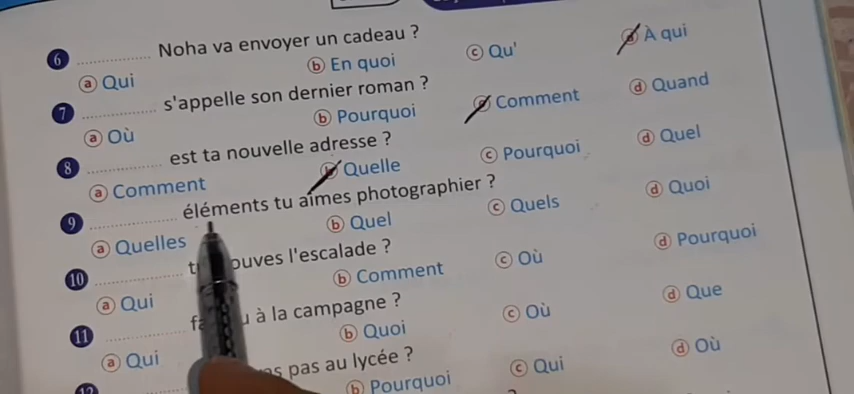 6 ............ Noha va envoyer un cadeau ?
a Qui b En quoi c Qu' d À qui
7 ............ s'appelle son dernier roman ?
a Où b Pourquoi c Comment d Quand
8 ............ est ta nouvelle adresse ?
a Comment b Quelle c Pourquoi d Quel
9 ............ éléments tu aimes photographier ?
a Quelles b Quel c Quels d Quoi
10 ............ l'escalade ?
a Qui b Comment c Où d Pourquoi
11 ............ à la campagne ?
a Qui b Quoi c Où d Que
12 pas au lycée ?
b Pourquoi c Qui d Où